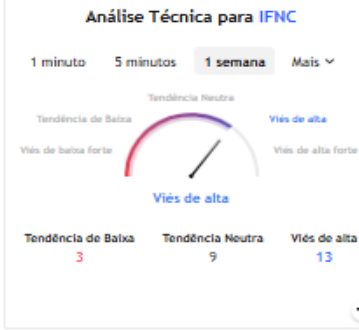 Análise Técnica para IFNC
1 minuto 5 minutos 1 semana Mais
Tendência Neutra
Tendência de Baixa Viés de alta
Viés de baixa forte Viés de alta forte
Viés de alta
Tendência de Baixa Tendência Neutra Viés de alta
3 9 13